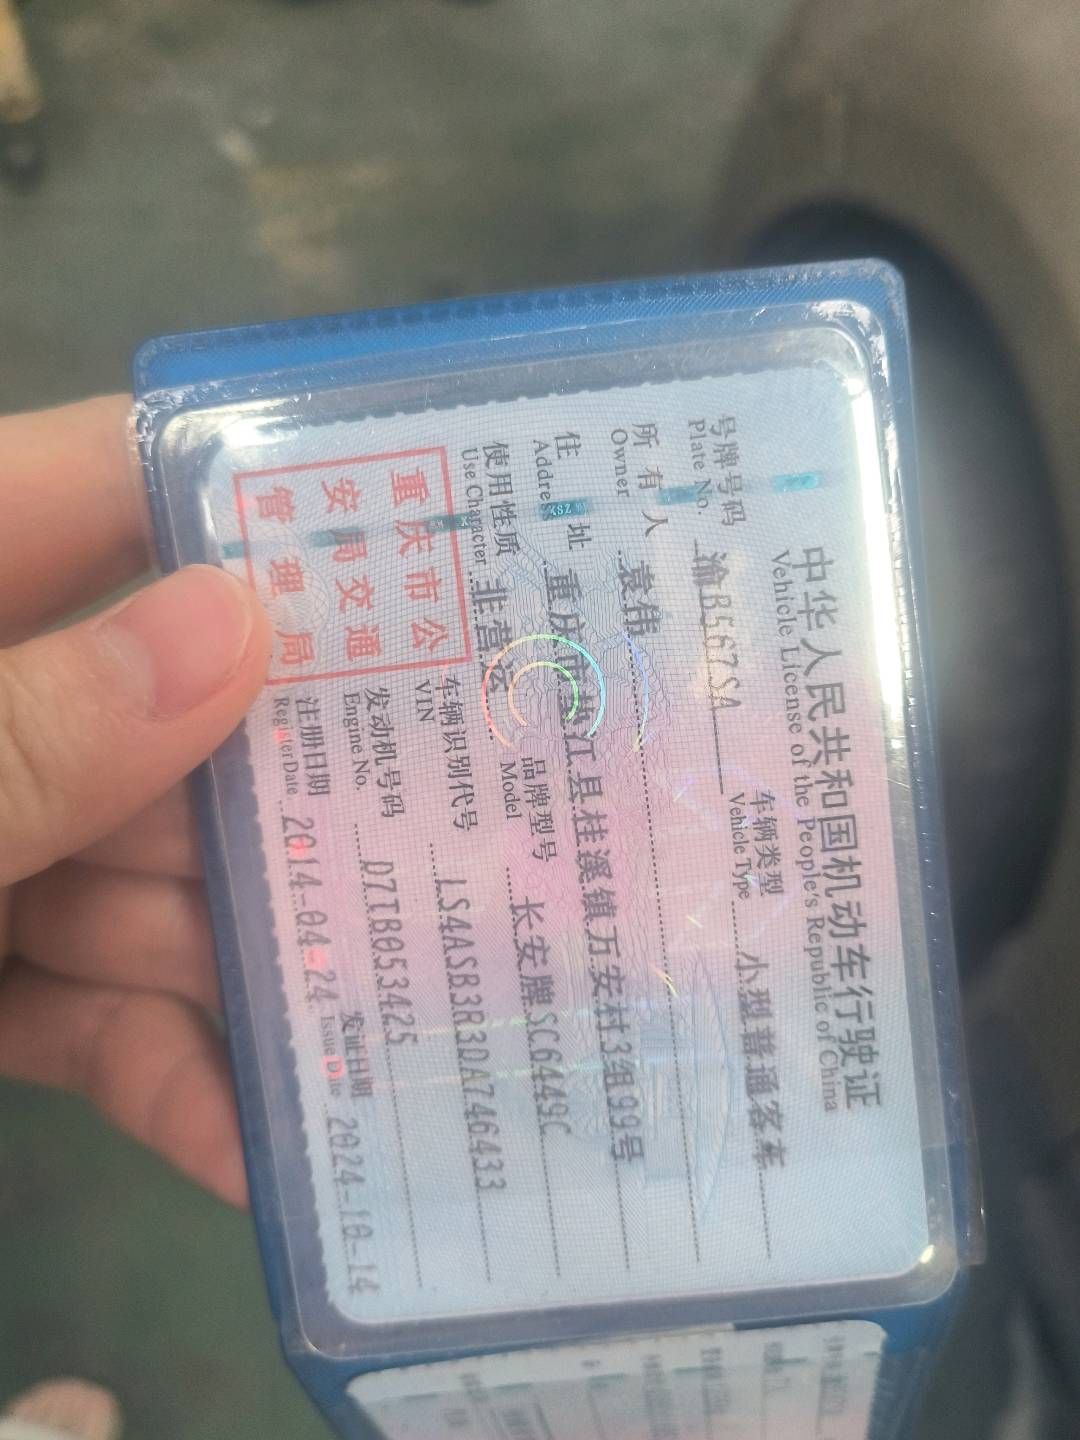 中华人民共和国机动车行驶证
Vehicle License of the People's Republic of China
号牌号码 渝B567SA 车辆类型 小型普通客车
Plate No. Vehicle Type
所有人 袁伟
Owner
住址 重庆市垫江县桂溪镇万安村3组99号
Address
使用性质 非营运 品牌型号 长安牌SC6449C
Use Character Model
车辆识别代号 LS4ASB3R3DA746433
VIN
发动机号码 D7TB053425
Engine No.
注册日期 2014-04-24 发证日期 2024-10-14
Register Date Issue Date
重庆市公
安局交通
管理局